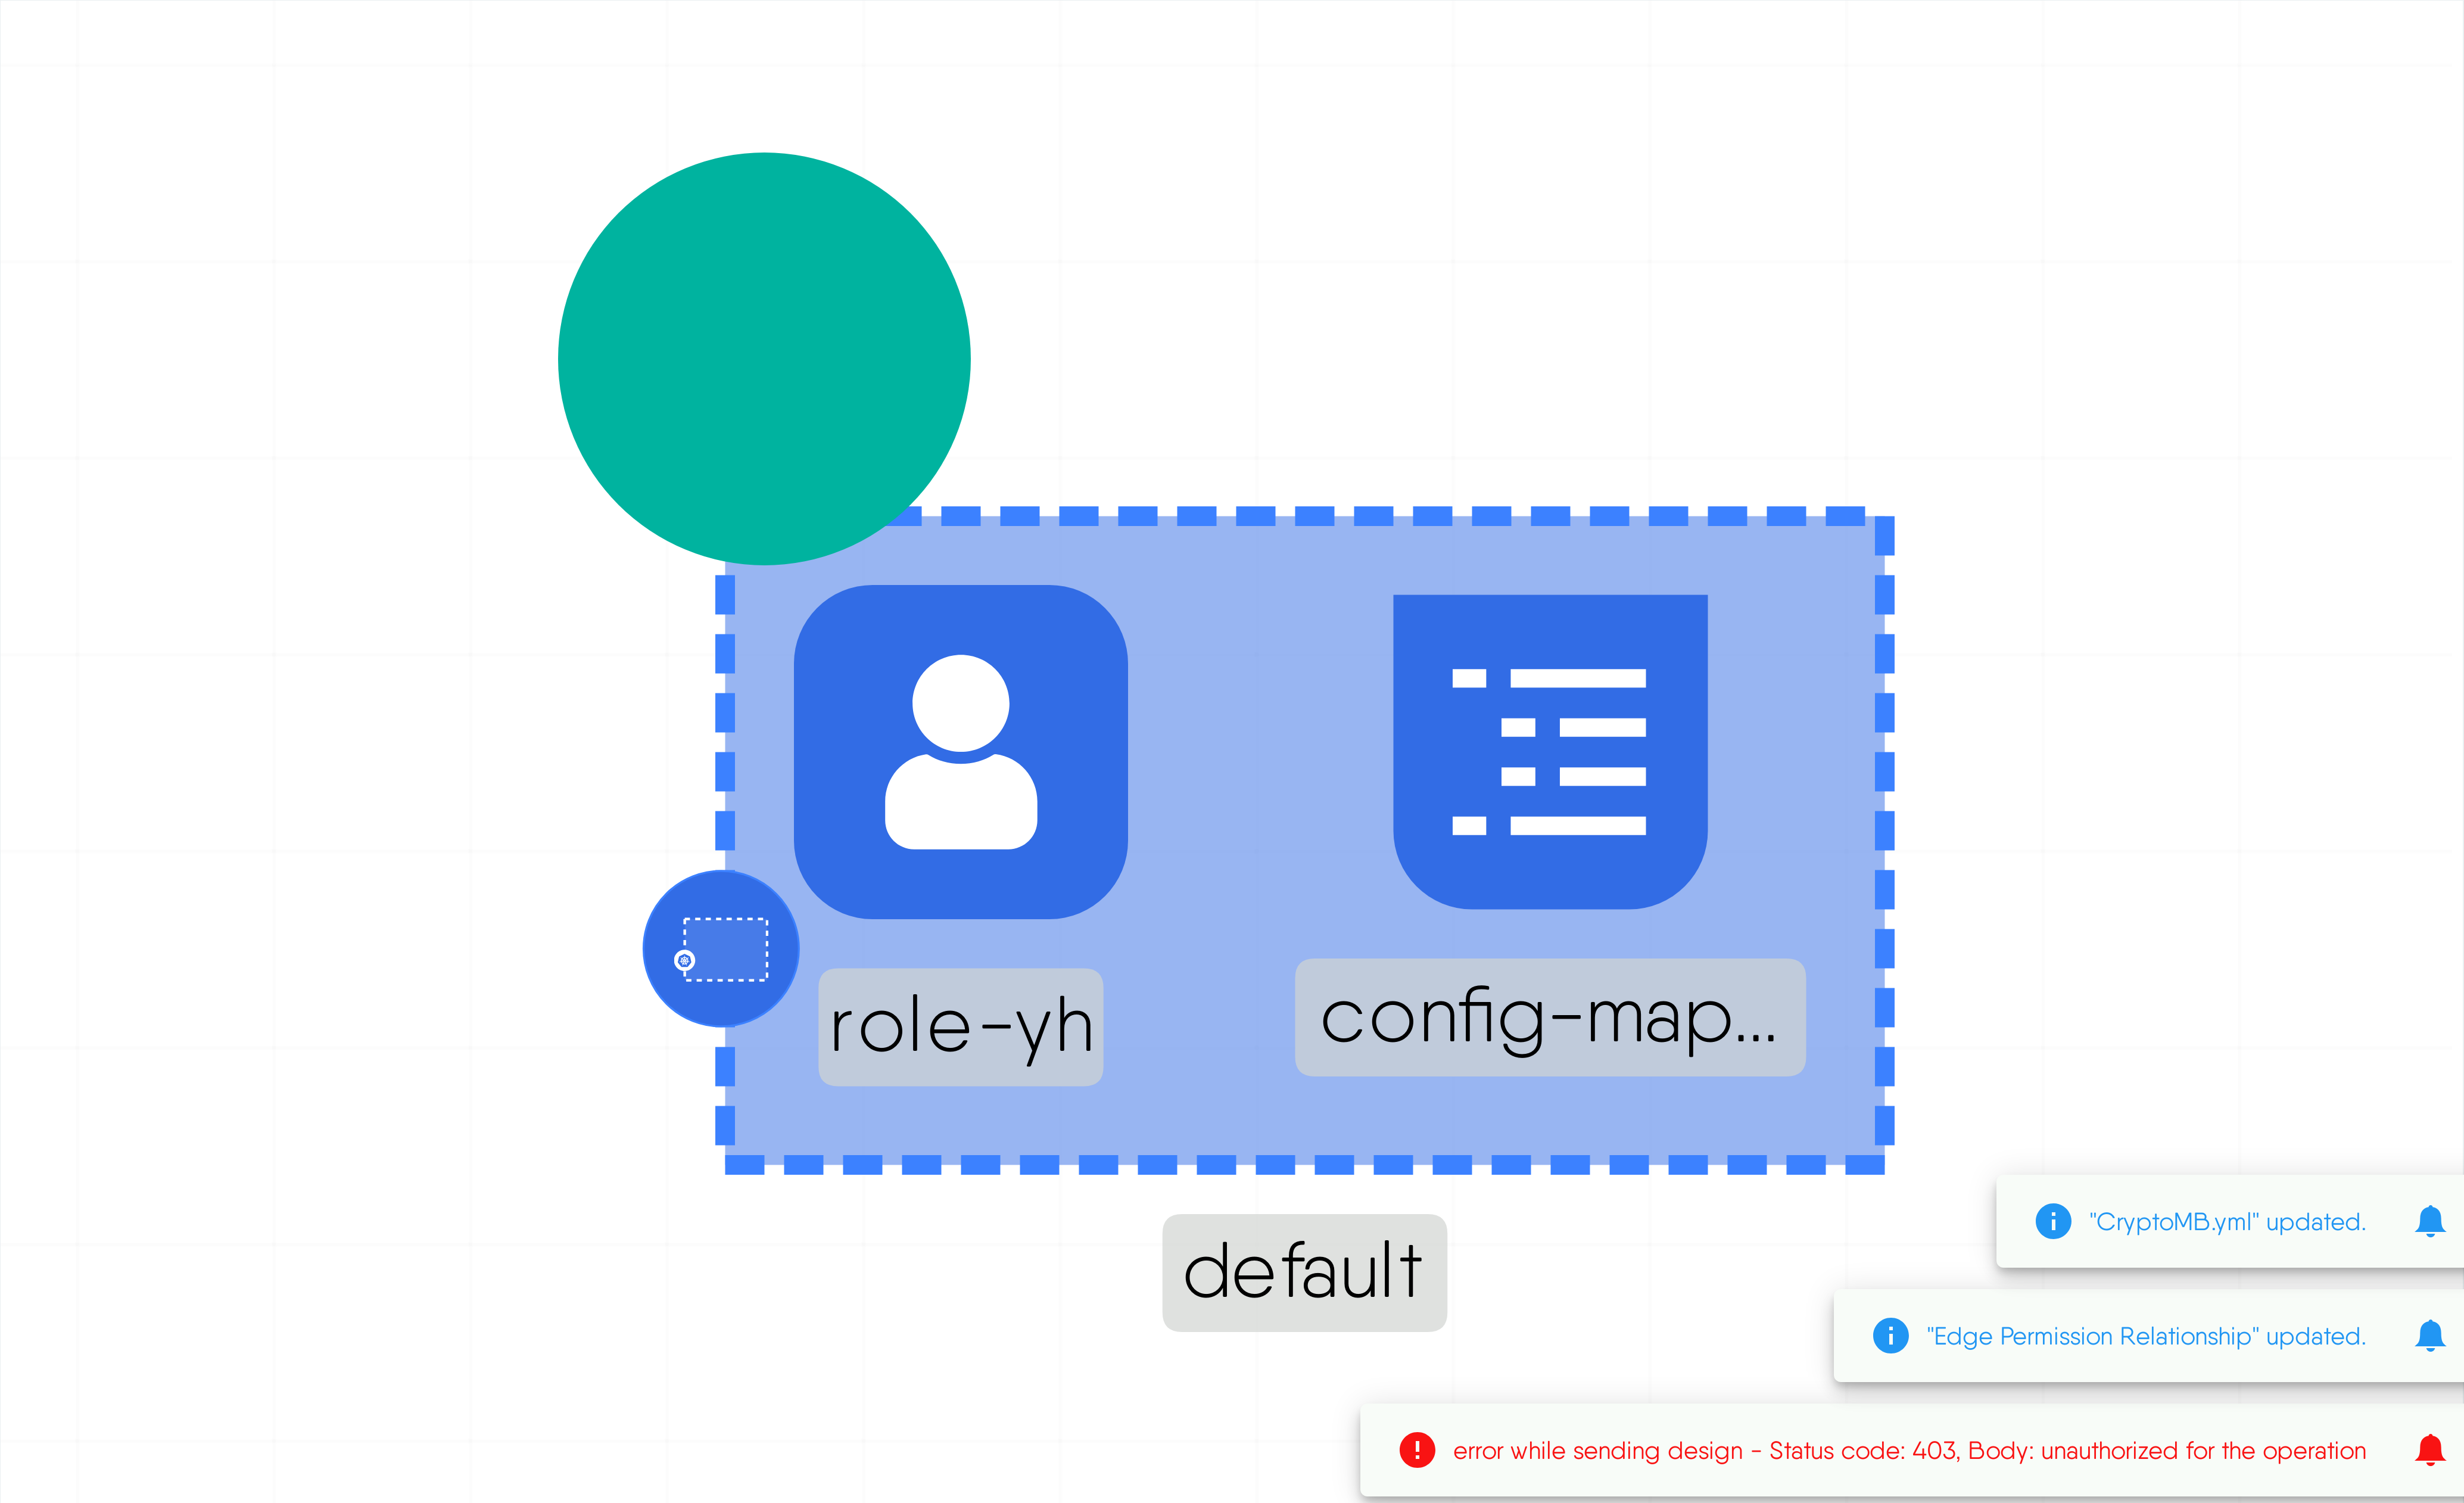 role-yh
config-map...
default
"CryptoMB.yml" updated.
"Edge Permission Relationship" updated.
error while sending design - Status code: 403, Body: unauthorized for the operation